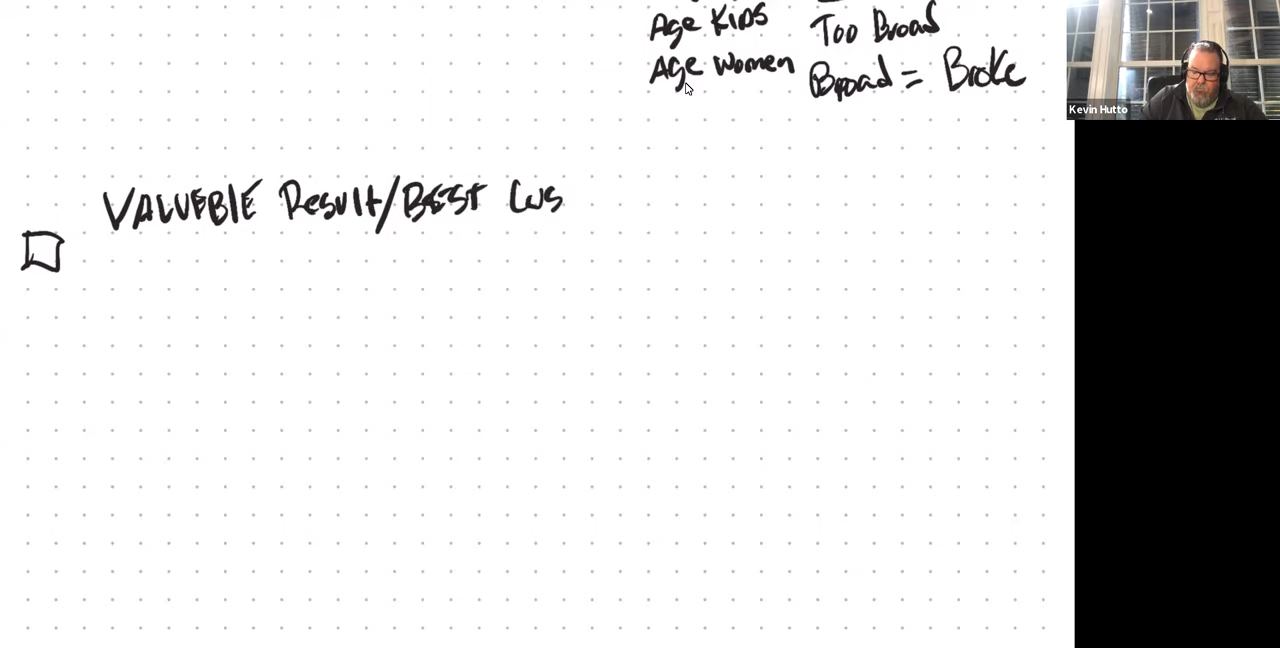 Age Kids Too Broad
Age Women Broad = Broke
Kevin Hutto
VALUEBLE Result/BEST Cus